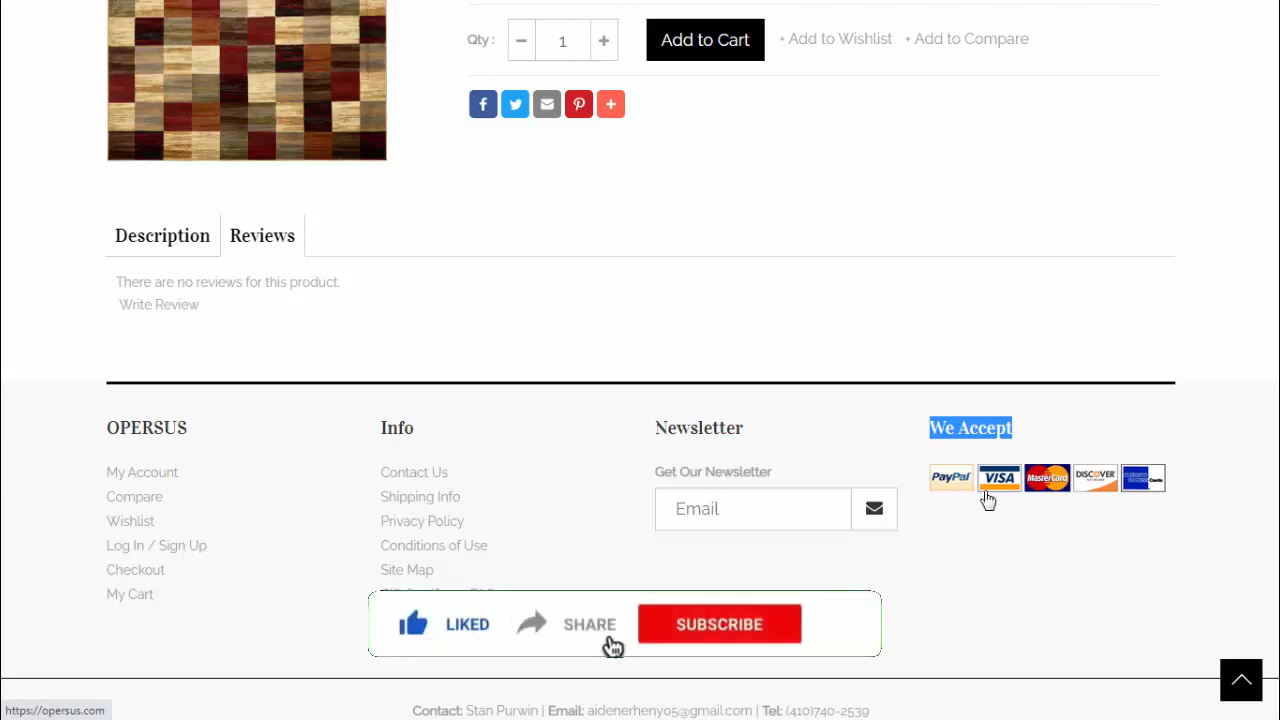 Qty : − 1 + Add to Cart + Add to Wishlist + Add to Compare
Description Reviews
There are no reviews for this product.
Write Review
OPERSUS
My Account
Compare
Wishlist
Log In / Sign Up
Checkout
My Cart
Info
Contact Us
Shipping Info
Privacy Policy
Conditions of Use
Site Map
Newsletter
Get Our Newsletter
Email
We Accept
PayPal VISA MasterCard DISCOVER
LIKED SHARE SUBSCRIBE
https://opersus.com
Contact: Stan Purwin | Email: aidenerheny05@gmail.com | Tel: (410)740-2539